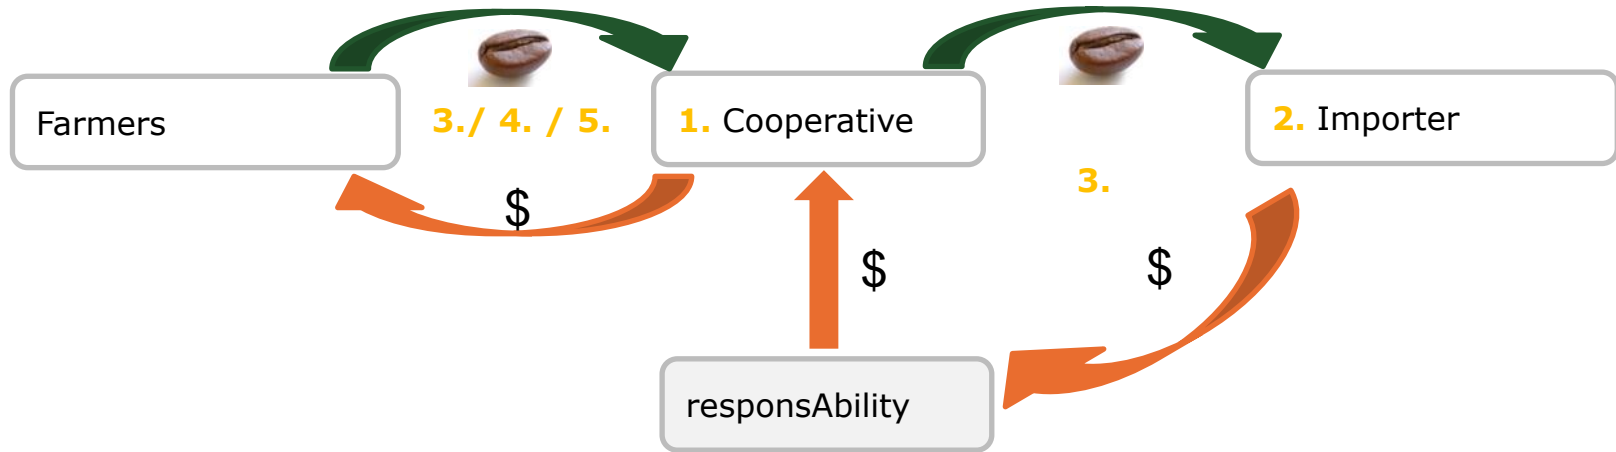 Farmers
3./ 4. / 5.
1. Cooperative
2. Importer
3.
$
$
$
responsAbility